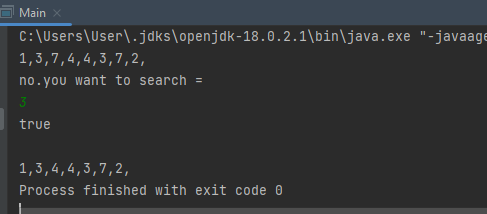 Main
C:\Users\User\.jdks\openjdk-18.0.2.1\bin\java.exe "-javaage
1,3,7,4,4,3,7,2,
no.you want to search =
3
true
1,3,4,4,3,7,2,
Process finished with exit code 0